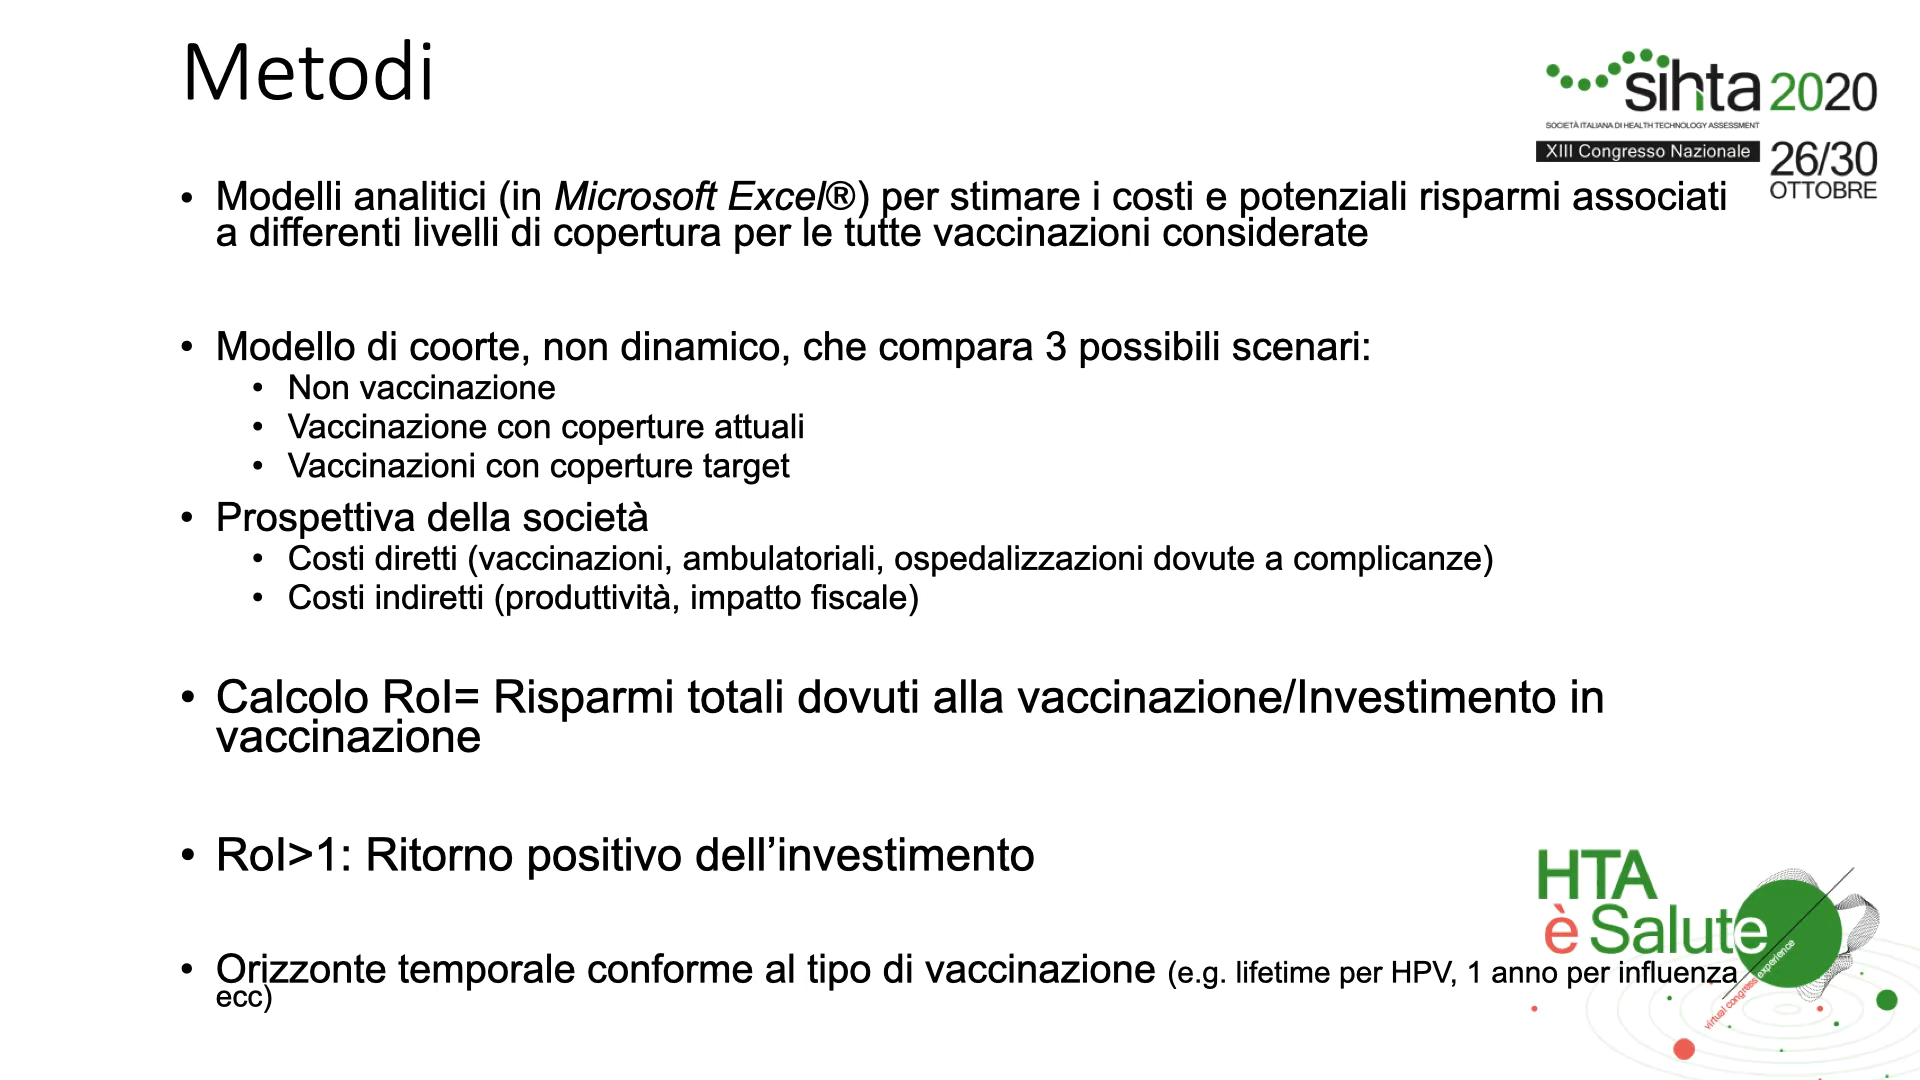 Metodi
sihta 2020
SOCIETÀ ITALIANA DI HEALTH TECHNOLOGY ASSESSMENT
XIII Congresso Nazionale 26/30
OTTOBRE
• Modelli analitici (in Microsoft Excel®) per stimare i costi e potenziali risparmi associati
a differenti livelli di copertura per le tutte vaccinazioni considerate
• Modello di coorte, non dinamico, che compara 3 possibili scenari:
• Non vaccinazione
• Vaccinazione con coperture attuali
• Vaccinazioni con coperture target
• Prospettiva della società
• Costi diretti (vaccinazioni, ambulatoriali, ospedalizzazioni dovute a complicanze)
• Costi indiretti (produttività, impatto fiscale)
• Calcolo RoI= Risparmi totali dovuti alla vaccinazione/Investimento in
vaccinazione
• RoI>1: Ritorno positivo dell’investimento
• Orizzonte temporale conforme al tipo di vaccinazione (e.g. lifetime per HPV, 1 anno per influenza
ecc)
HTA
è Salute
virtual congress experience